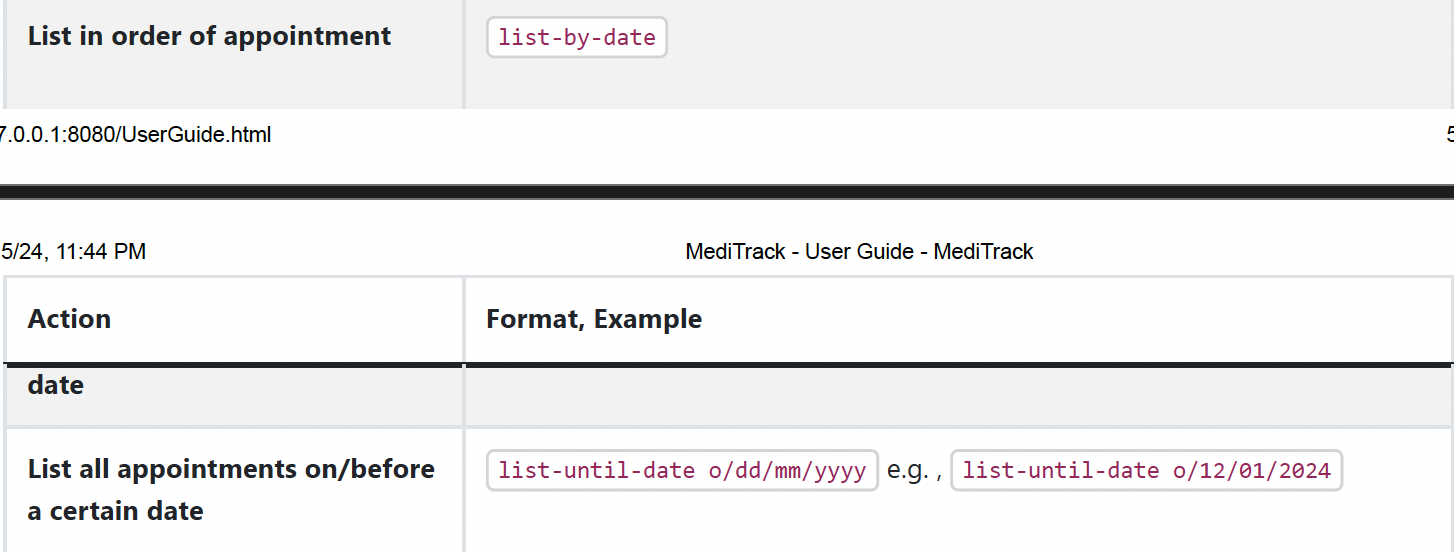 List in order of appointment list-by-date
7.0.0.1:8080/UserGuide.html 5
5/24, 11:44 PM MediTrack - User Guide - MediTrack
Action Format, Example
date
List all appointments on/before list-until-date o/dd/mm/yyyy e.g. , list-until-date o/12/01/2024
a certain date